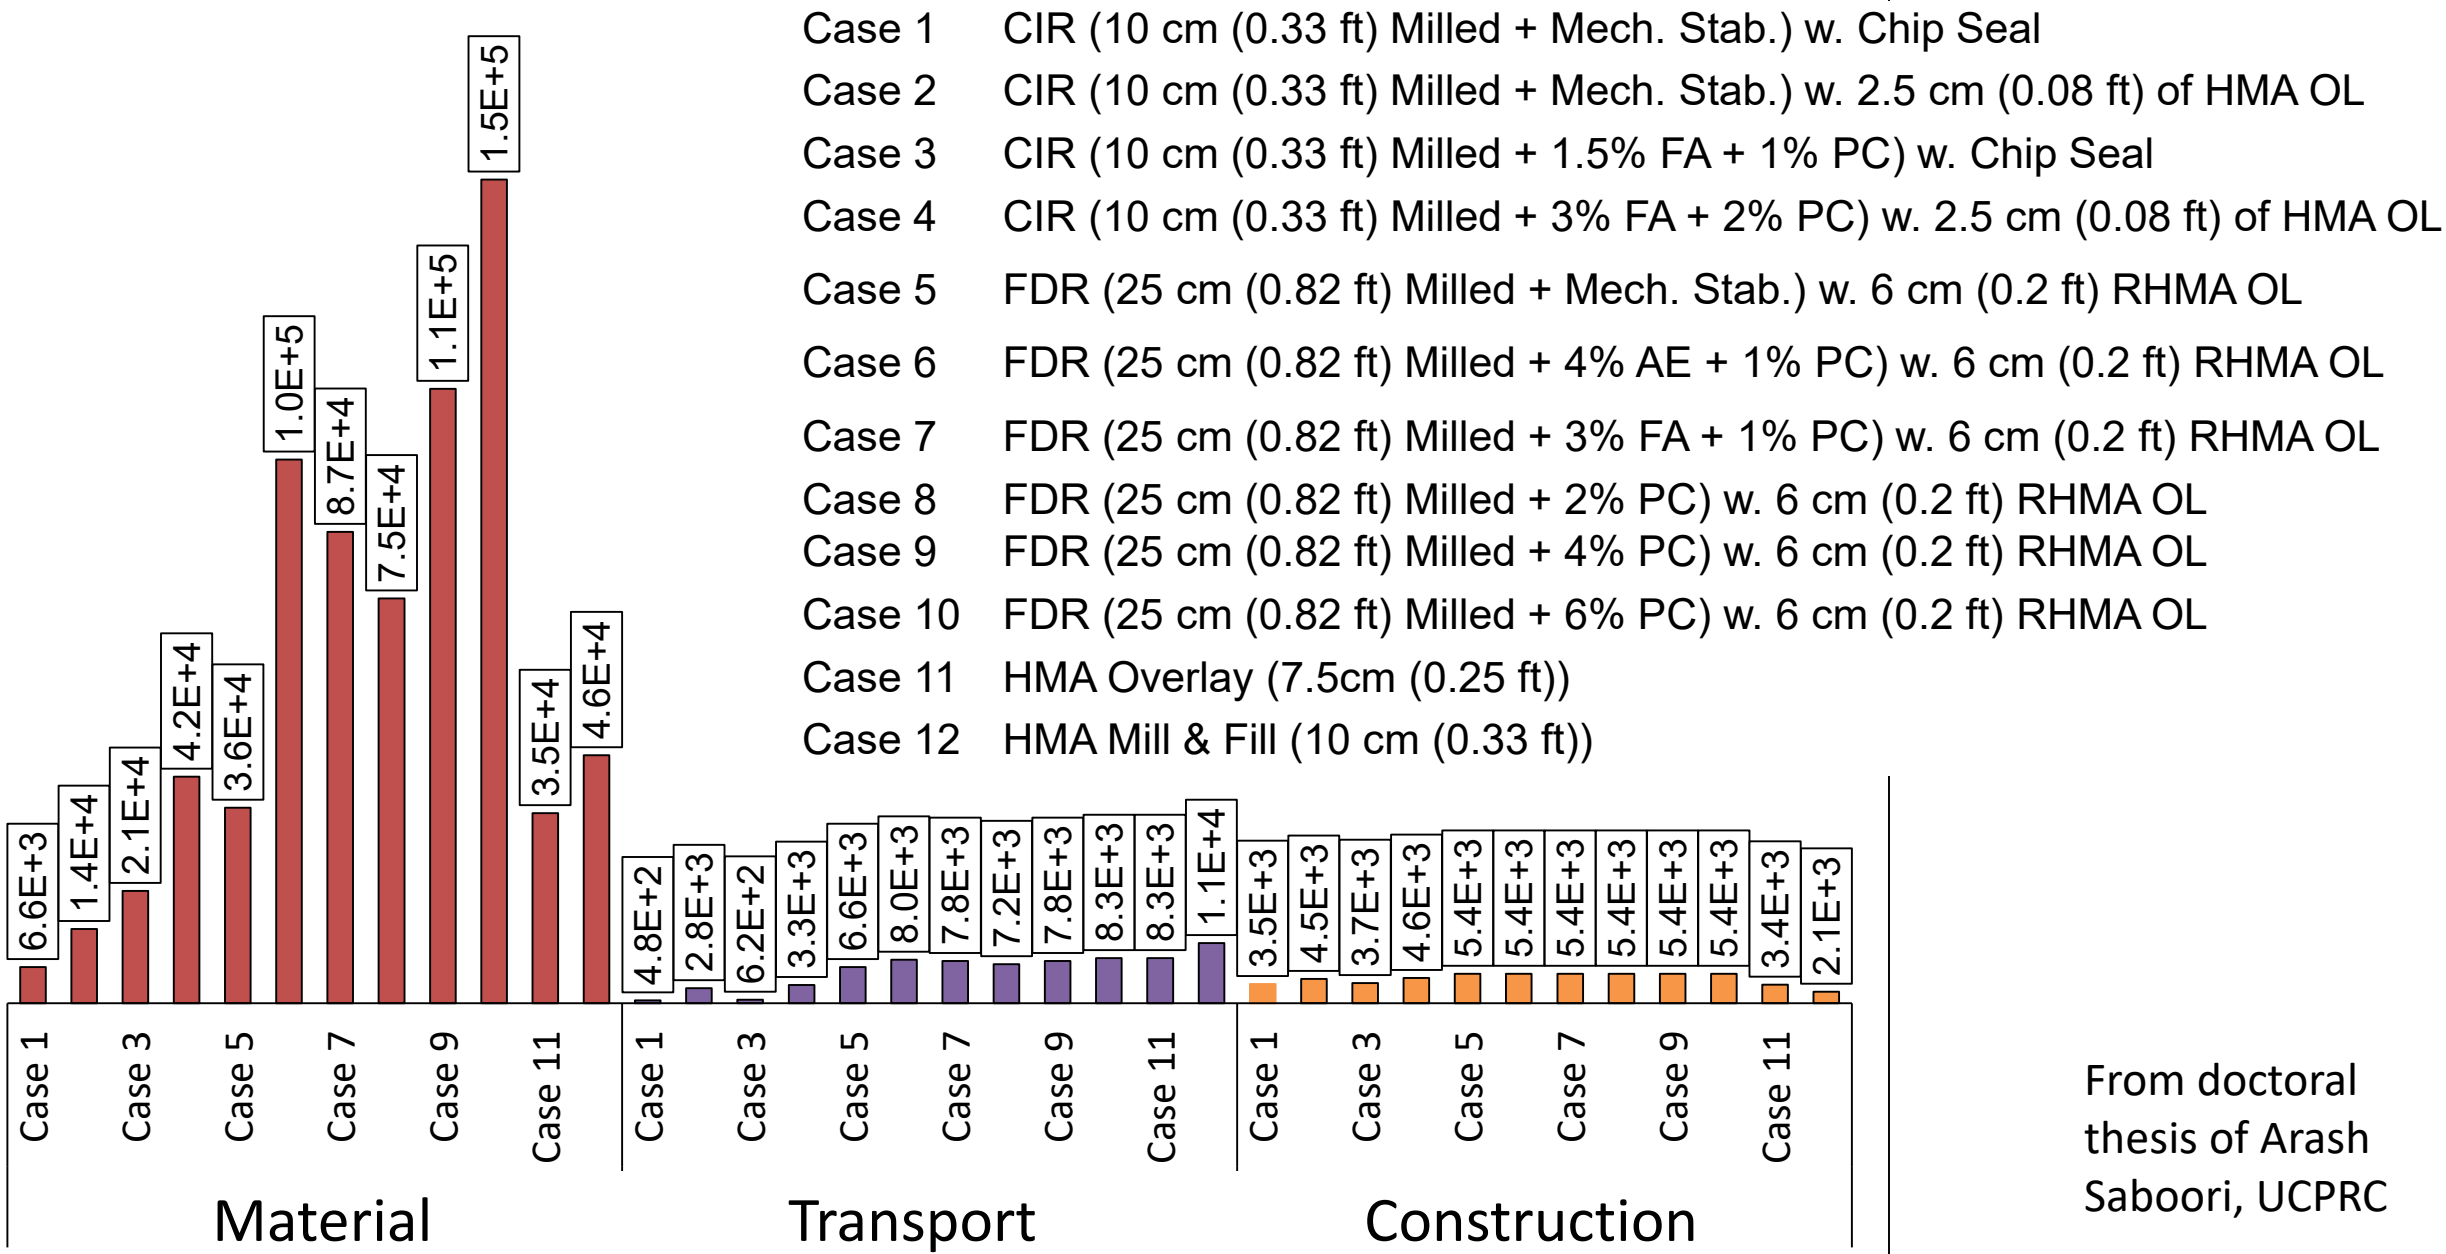 Case 1 CIR (10 cm (0.33 ft) Milled + Mech. Stab.) w. Chip Seal
Case 2 CIR (10 cm (0.33 ft) Milled + Mech. Stab.) w. 2.5 cm (0.08 ft) of HMA OL
Case 3 CIR (10 cm (0.33 ft) Milled + 1.5% FA + 1% PC) w. Chip Seal
Case 4 CIR (10 cm (0.33 ft) Milled + 3% FA + 2% PC) w. 2.5 cm (0.08 ft) of HMA OL
Case 5 FDR (25 cm (0.82 ft) Milled + Mech. Stab.) w. 6 cm (0.2 ft) RHMA OL
Case 6 FDR (25 cm (0.82 ft) Milled + 4% AE + 1% PC) w. 6 cm (0.2 ft) RHMA OL
Case 7 FDR (25 cm (0.82 ft) Milled + 3% FA + 1% PC) w. 6 cm (0.2 ft) RHMA OL
Case 8 FDR (25 cm (0.82 ft) Milled + 2% PC) w. 6 cm (0.2 ft) RHMA OL
Case 9 FDR (25 cm (0.82 ft) Milled + 4% PC) w. 6 cm (0.2 ft) RHMA OL
Case 10 FDR (25 cm (0.82 ft) Milled + 6% PC) w. 6 cm (0.2 ft) RHMA OL
Case 11 HMA Overlay (7.5cm (0.25 ft))
Case 12 HMA Mill & Fill (10 cm (0.33 ft))
6.6E+3
1.4E+4
2.1E+4
4.2E+4
3.6E+4
1.0E+5
8.7E+4
7.5E+4
1.1E+5
1.5E+5
3.5E+4
4.6E+4
4.8E+2
2.8E+3
6.2E+2
3.3E+3
6.6E+3
8.0E+3
7.8E+3
7.2E+3
7.8E+3
8.3E+3
8.3E+3
1.1E+4
3.5E+3
4.5E+3
3.7E+3
4.6E+3
5.4E+3
5.4E+3
5.4E+3
5.4E+3
5.4E+3
5.4E+3
3.4E+3
2.1E+3
Case 1
Case 3
Case 5
Case 7
Case 9
Case 11
Case 1
Case 3
Case 5
Case 7
Case 9
Case 11
Case 1
Case 3
Case 5
Case 7
Case 9
Case 11
Material
Transport
Construction
From doctoral
thesis of Arash
Saboori, UCPRC